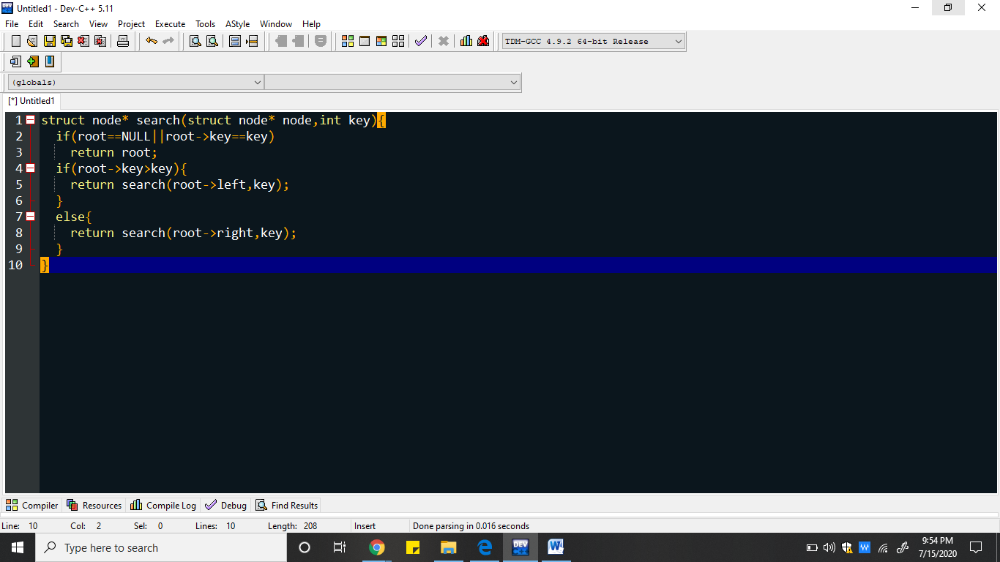 Untitled1 - Dev-C++ 5.11
File Edit Search View Project Execute Tools AStyle Window Help
TDM-GCC 4.9.2 64-bit Release
(globals)
[*] Untitled1
1 struct node* search(struct node* node,int key){
2 if(root==NULL||root->key==key)
3 return root;
4 if(root->key>key){
5 return search(root->left,key);
6 }
7 else{
8 return search(root->right,key);
9 }
10 }
Compiler Resources Compile Log Debug Find Results
Line: 10 Col: 2 Sel: 0 Lines: 10 Length: 208 Insert Done parsing in 0.016 seconds
Type here to search
DEV
W
W
9:54 PM
7/15/2020